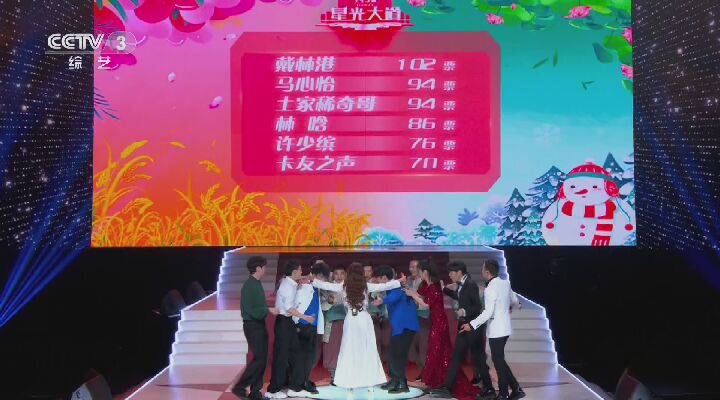 CCTV 3
综艺
星光大道
戴林港 102 票
马心怡 94 票
土家稀奇哥 94 票
林晗 86 票
许少缤 76 票
卡友之声 70 票